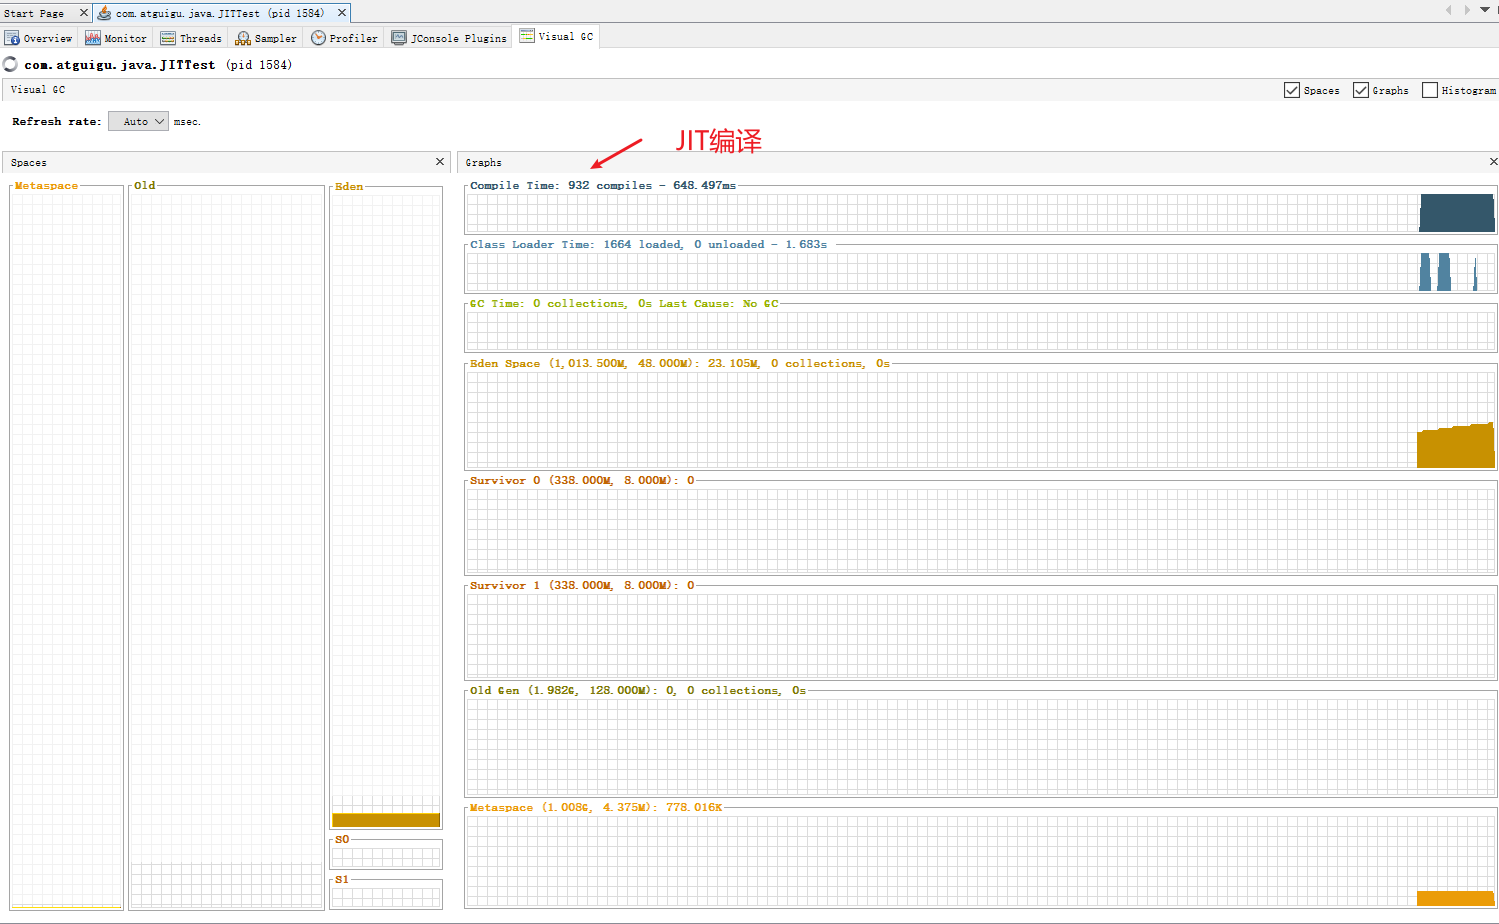 Start Page
com.atguigu.java.JITTest (pid 1584)
Overview Monitor Threads Sampler Profiler JConsole Plugins Visual GC
com.atguigu.java.JITTest (pid 1584)
Visual GC
Spaces Graphs Histogram
Refresh rate: Auto msec.
JIT编译
Spaces
Graphs
Metaspace
Old
Eden
S0
S1
Compile Time: 932 compiles - 648.497ms
Class Loader Time: 1664 loaded, 0 unloaded - 1.683s
GC Time: 0 collections, 0s Last Cause: No GC
Eden Space (1,013.500M, 48.000M): 23.105M, 0 collections, 0s
Survivor 0 (338.000M, 8.000M): 0
Survivor 1 (338.000M, 8.000M): 0
Old Gen (1.982G, 128.000M): 0, 0 collections, 0s
Metaspace (1.008G, 4.375M): 778.016K